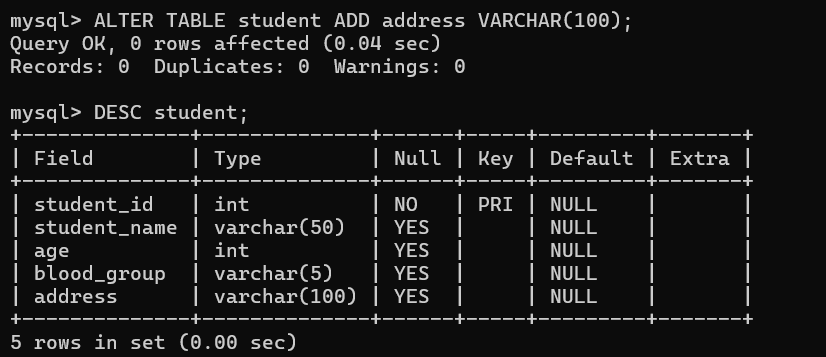 mysql> ALTER TABLE student ADD address VARCHAR(100);
Query OK, 0 rows affected (0.04 sec)
Records: 0  Duplicates: 0  Warnings: 0

mysql> DESC student;
+--------------+--------------+------+-----+---------+-------+
| Field        | Type         | Null | Key | Default | Extra |
+--------------+--------------+------+-----+---------+-------+
| student_id   | int          | NO   | PRI | NULL    |       |
| student_name | varchar(50)  | YES  |     | NULL    |       |
| age          | int          | YES  |     | NULL    |       |
| blood_group  | varchar(5)   | YES  |     | NULL    |       |
| address      | varchar(100) | YES  |     | NULL    |       |
+--------------+--------------+------+-----+---------+-------+
5 rows in set (0.00 sec)